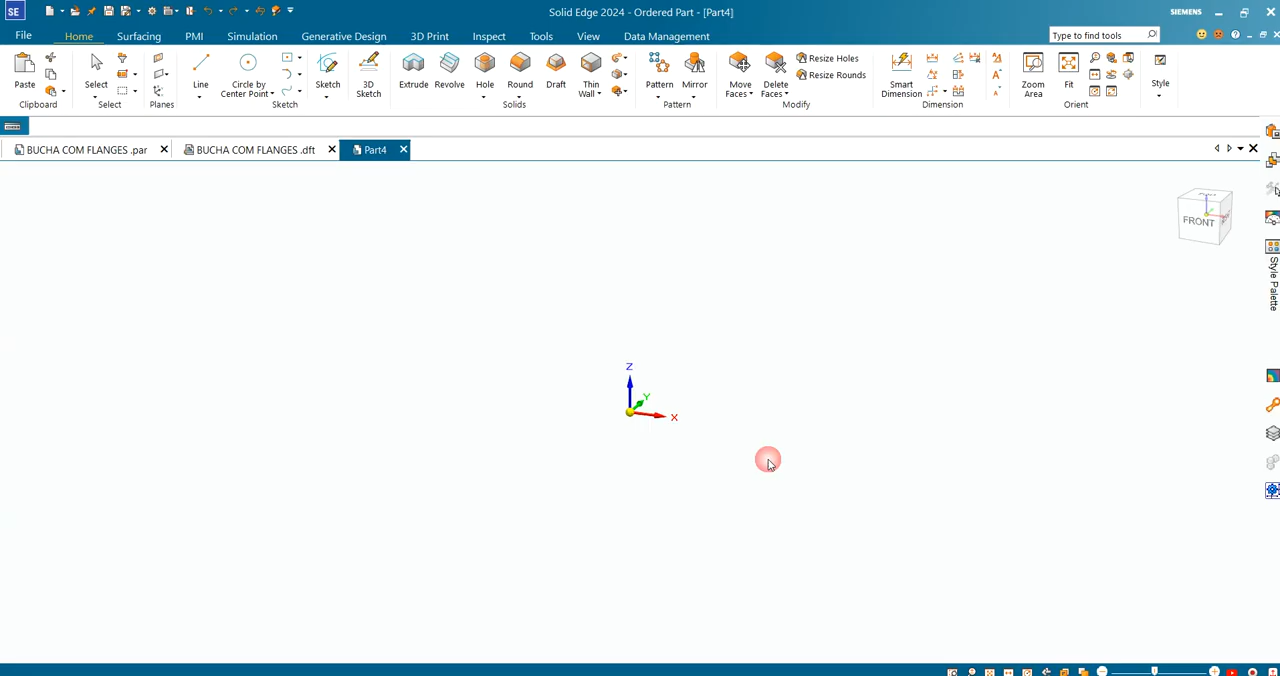 SE
Solid Edge 2024 - Ordered Part - [Part4]
SIEMENS
File Home Surfacing PMI Simulation Generative Design 3D Print Inspect Tools View Data Management
Type to find tools
Paste
Clipboard
Select
Select
Planes
Line
Circle by
Center Point
Sketch
Sketch
3D
Sketch
Extrude
Revolve
Hole
Round
Draft
Thin
Wall
Solids
Pattern
Mirror
Pattern
Move
Faces
Delete
Faces
Resize Holes
Resize Rounds
Modify
Smart
Dimension
Dimension
Zoom
Area
Fit
Orient
Style
BUCHA COM FLANGES .par
BUCHA COM FLANGES .dft
Part4
FRONT
Style Palette
Z
Y
X